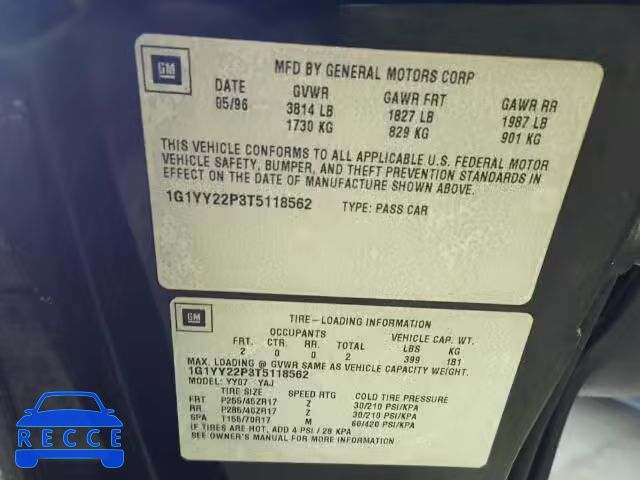 GM
MFD BY GENERAL MOTORS CORP
DATE GVWR GAWR FRT GAWR RR
05/96 3814 LB 1827 LB 1987 LB
1730 KG 829 KG 901 KG
THIS VEHICLE CONFORMS TO ALL APPLICABLE U.S. FEDERAL MOTOR
VEHICLE SAFETY, BUMPER, AND THEFT PREVENTION STANDARDS IN
EFFECT ON THE DATE OF MANUFACTURE SHOWN ABOVE.
1G1YY22P3T5118562 TYPE: PASS CAR
GM
TIRE-LOADING INFORMATION
OCCUPANTS VEHICLE CAP. WT.
FRT. CTR. RR. TOTAL LBS KG
2 0 0 2 399 181
MAX. LOADING @ GVWR SAME AS VEHICLE CAPACITY WEIGHT.
1G1YY22P3T5118562
MODEL: YY07 YAJ
TIRE SIZE SPEED RTG COLD TIRE PRESSURE
FRT P255/45ZR17 Z 30/210 PSI/KPA
RR P285/40ZR17 Z 30/210 PSI/KPA
SPA T155/70R17 M 60/420 PSI/KPA
IF TIRES ARE HOT, ADD 4 PSI/28 KPA
SEE OWNER'S MANUAL FOR MORE INFORMATION
RECREC